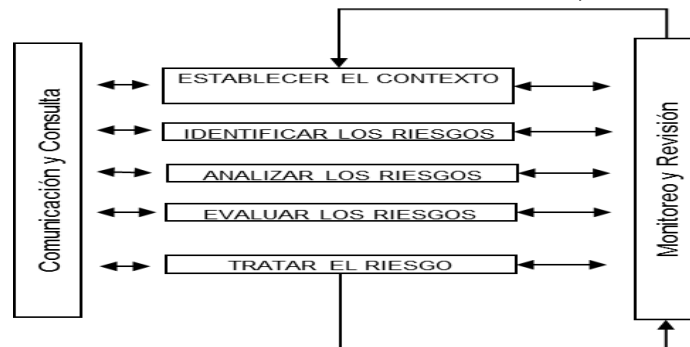 Comunicación y Consulta
ESTABLECER EL CONTEXTO
IDENTIFICAR LOS RIESGOS
ANALIZAR LOS RIESGOS
EVALUAR LOS RIESGOS
TRATAR EL RIESGO
Monitoreo y Revisión